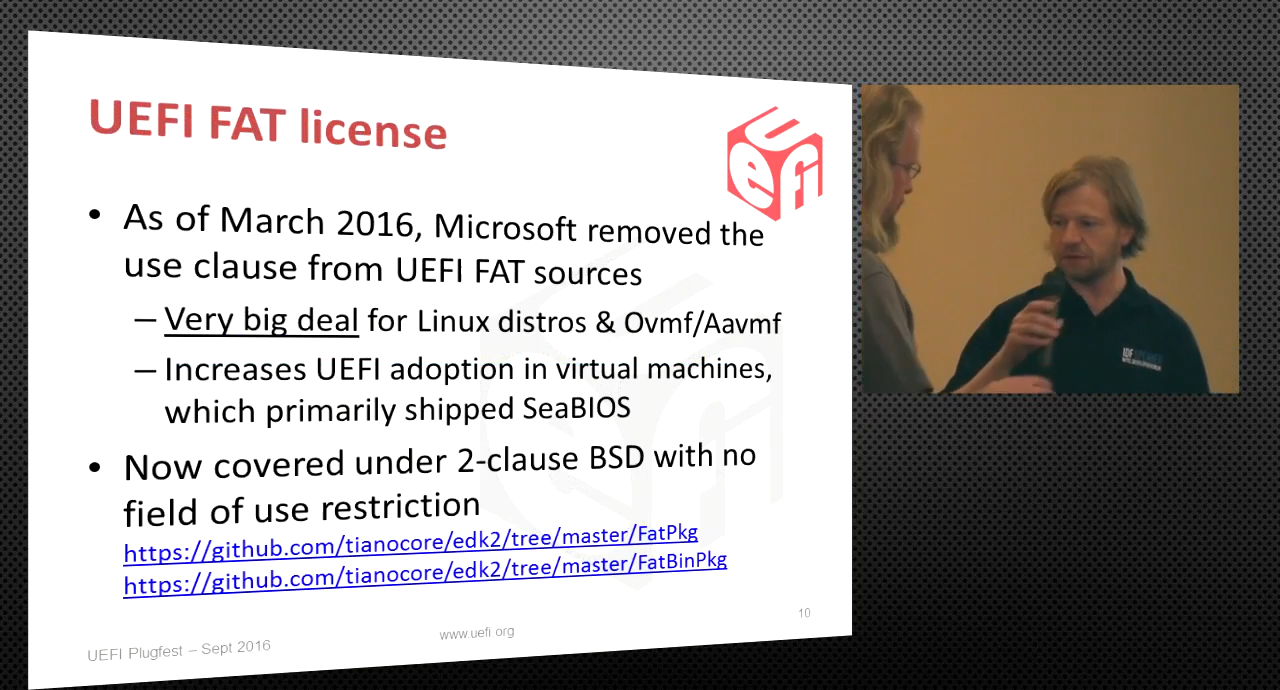 UEFI FAT license
uefi
• As of March 2016, Microsoft removed the
use clause from UEFI FAT sources
– Very big deal for Linux distros & Ovmf/Aavmf
– Increases UEFI adoption in virtual machines,
which primarily shipped SeaBIOS
• Now covered under 2-clause BSD with no
field of use restriction
https://github.com/tianocore/edk2/tree/master/FatPkg
https://github.com/tianocore/edk2/tree/master/FatBinPkg
UEFI Plugfest – Sept 2016
www.uefi.org
10
IDF